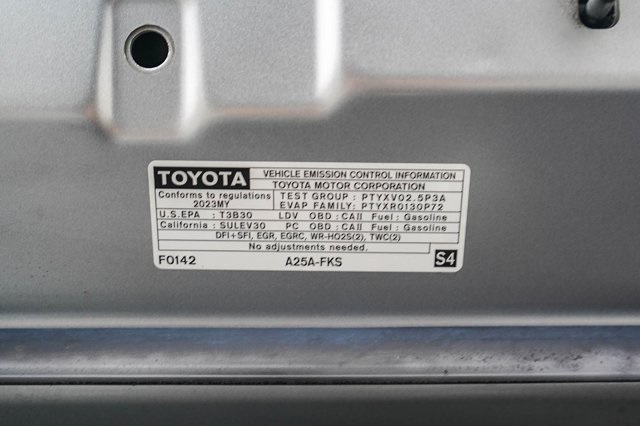 TOYOTA VEHICLE EMISSION CONTROL INFORMATION
TOYOTA MOTOR CORPORATION
Conforms to regulations TEST GROUP : PTYXV02.5P3A
2023MY EVAP FAMILY: PTYXR0130P72
U.S.EPA : T3B30 LDV OBD : CAII Fuel : Gasoline
California : SULEV30 PC OBD : CAII Fuel : Gasoline
DFI+SFI, EGR, EGRC, WR-HO2S(2), TWC(2)
No adjustments needed.
F0142 A25A-FKS S4